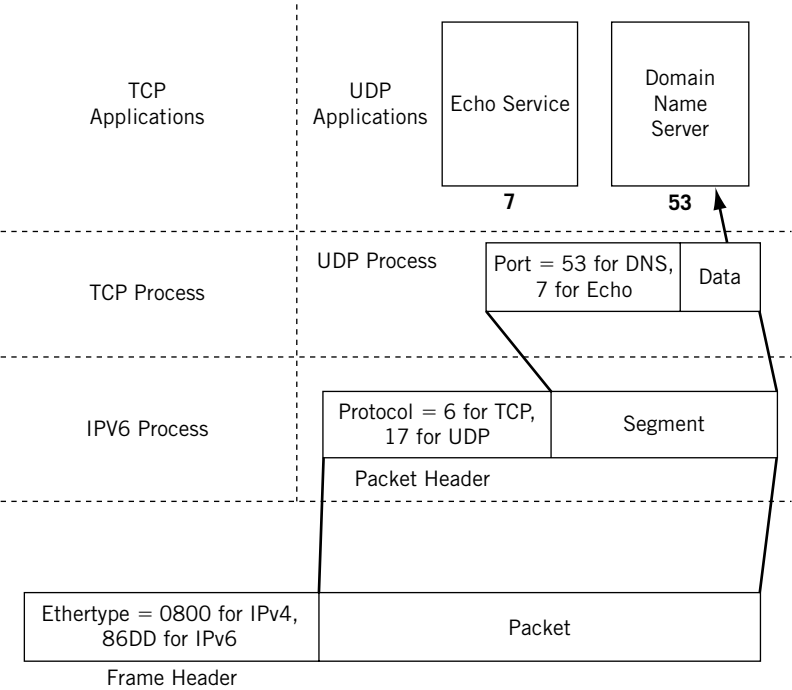 TCP
Applications
UDP
Applications
Echo Service
Domain
Name
Server
7
53
TCP Process
UDP Process
Port = 53 for DNS,
7 for Echo
Data
IPV6 Process
Protocol = 6 for TCP,
17 for UDP
Segment
Packet Header
Ethertype = 0800 for IPv4,
86DD for IPv6
Packet
Frame Header